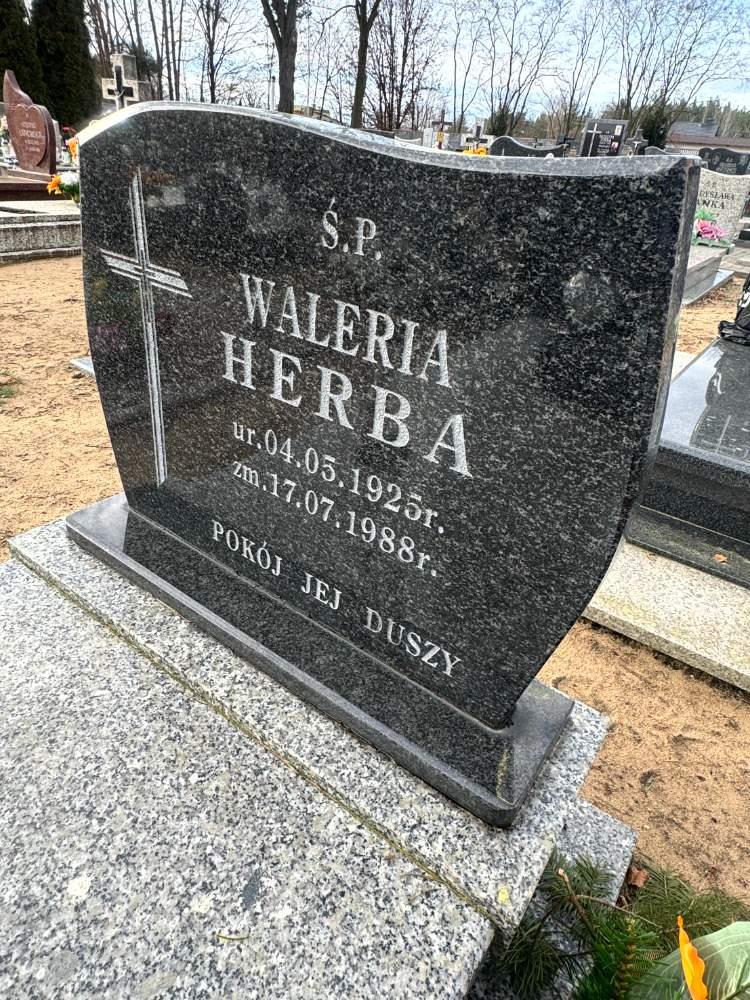 Ś.P.
WALERIA
HERBA
ur.04.05.1925r.
zm.17.07.1988r.
POKÓJ JEJ DUSZY